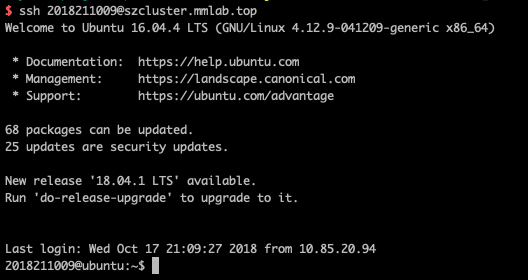 $ ssh 2018211009@szcluster.mmlab.top
Welcome to Ubuntu 16.04.4 LTS (GNU/Linux 4.12.9-041209-generic x86_64)
* Documentation:  https://help.ubuntu.com
* Management:     https://landscape.canonical.com
* Support:        https://ubuntu.com/advantage
68 packages can be updated.
25 updates are security updates.
New release '18.04.1 LTS' available.
Run 'do-release-upgrade' to upgrade to it.
Last login: Wed Oct 17 21:09:27 2018 from 10.85.20.94
2018211009@ubuntu:~$